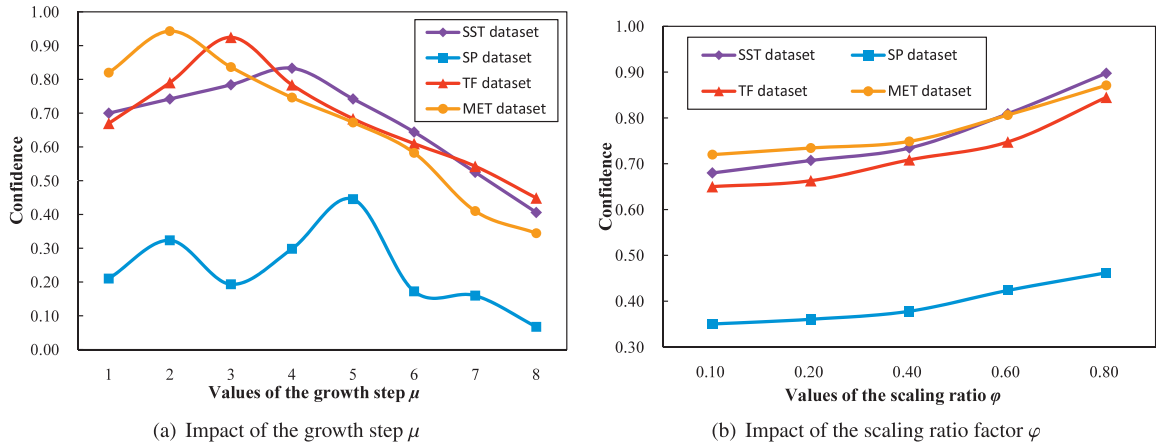 1.00
0.90
0.80
0.70
0.60
0.50
0.40
0.30
0.20
0.10
0.00
Confidence
SST dataset
SP dataset
TF dataset
MET dataset
1 2 3 4 5 6 7 8
Values of the growth step μ
(a) Impact of the growth step μ
1.00
0.90
0.80
0.70
0.60
0.50
0.40
0.30
Confidence
SST dataset SP dataset
TF dataset MET dataset
0.10 0.20 0.40 0.60 0.80
Values of the scaling ratio φ
(b) Impact of the scaling ratio factor φ